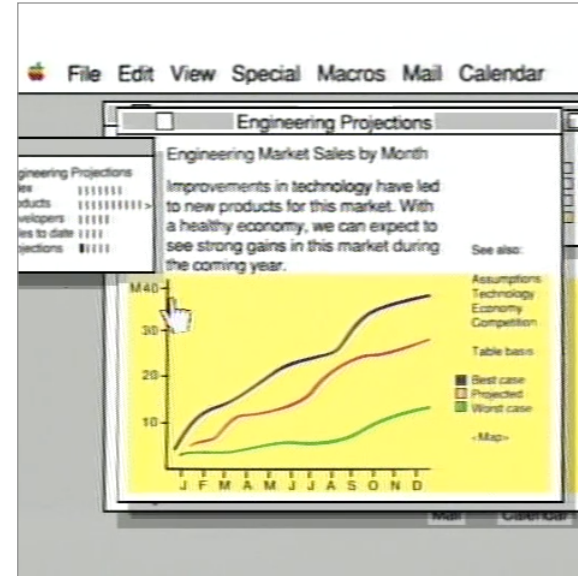 File Edit View Special Macros Mail Calendar
Engineering Projections
gineering Projections
ex
ducts
velopers
les to date
jections
Engineering Market Sales by Month
Improvements in technology have led
to new products for this market. With
a healthy economy, we can expect to
see strong gains in this market during
the coming year.
See also:
Assumptions
Technology
Economy
Competition
Table basis
Best case
Projected
Worst case
<Map>
M40
30
20
10
J F M A M J J A S O N D
Mail Calendar